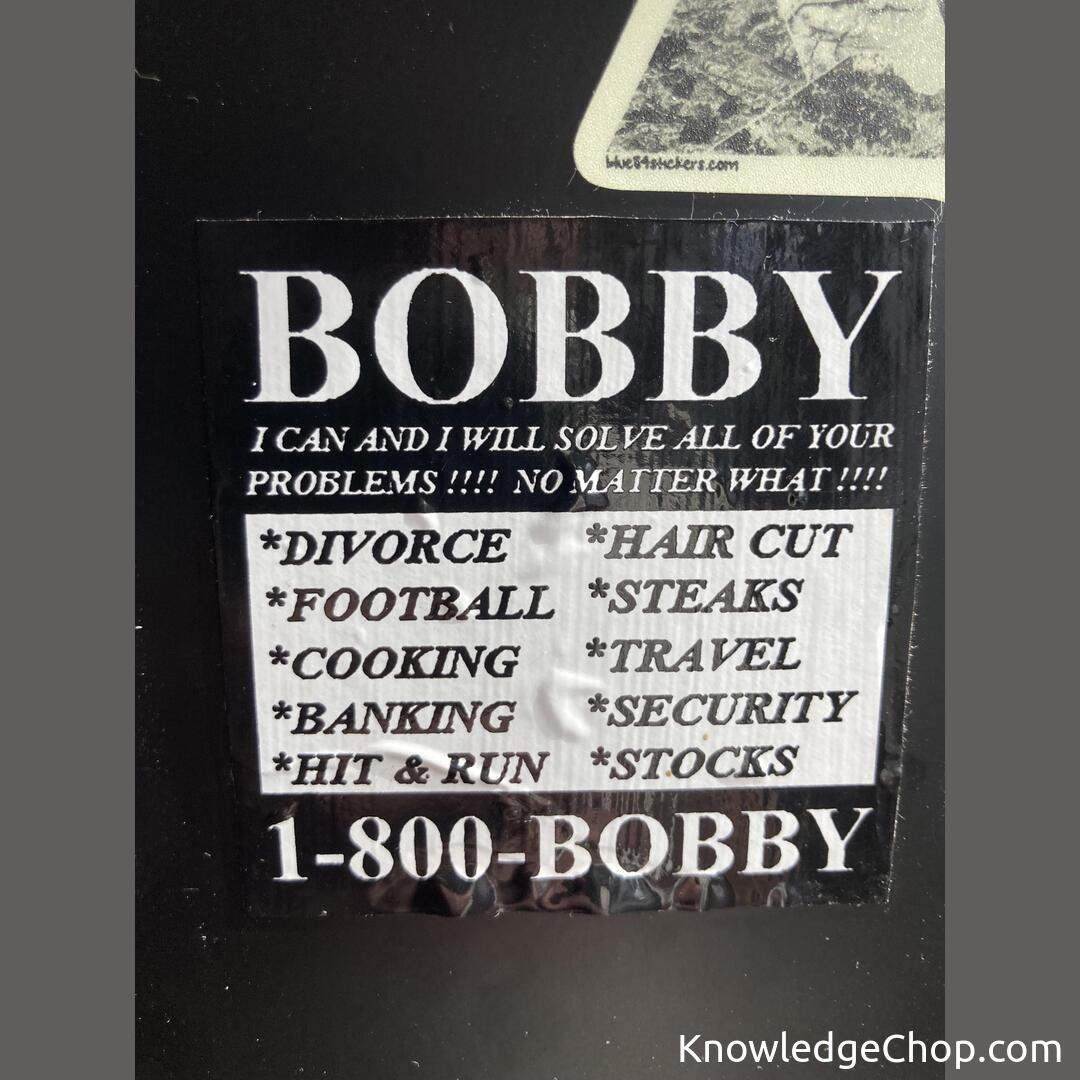 blue84stickers.com
BOBBY
I CAN AND I WILL SOLVE ALL OF YOUR
PROBLEMS !!!! NO MATTER WHAT !!!!
*DIVORCE
*FOOTBALL
*COOKING
*BANKING
*HIT & RUN
*HAIR CUT
*STEAKS
*TRAVEL
*SECURITY
*STOCKS
1-800-BOBBY
KnowledgeChop.com